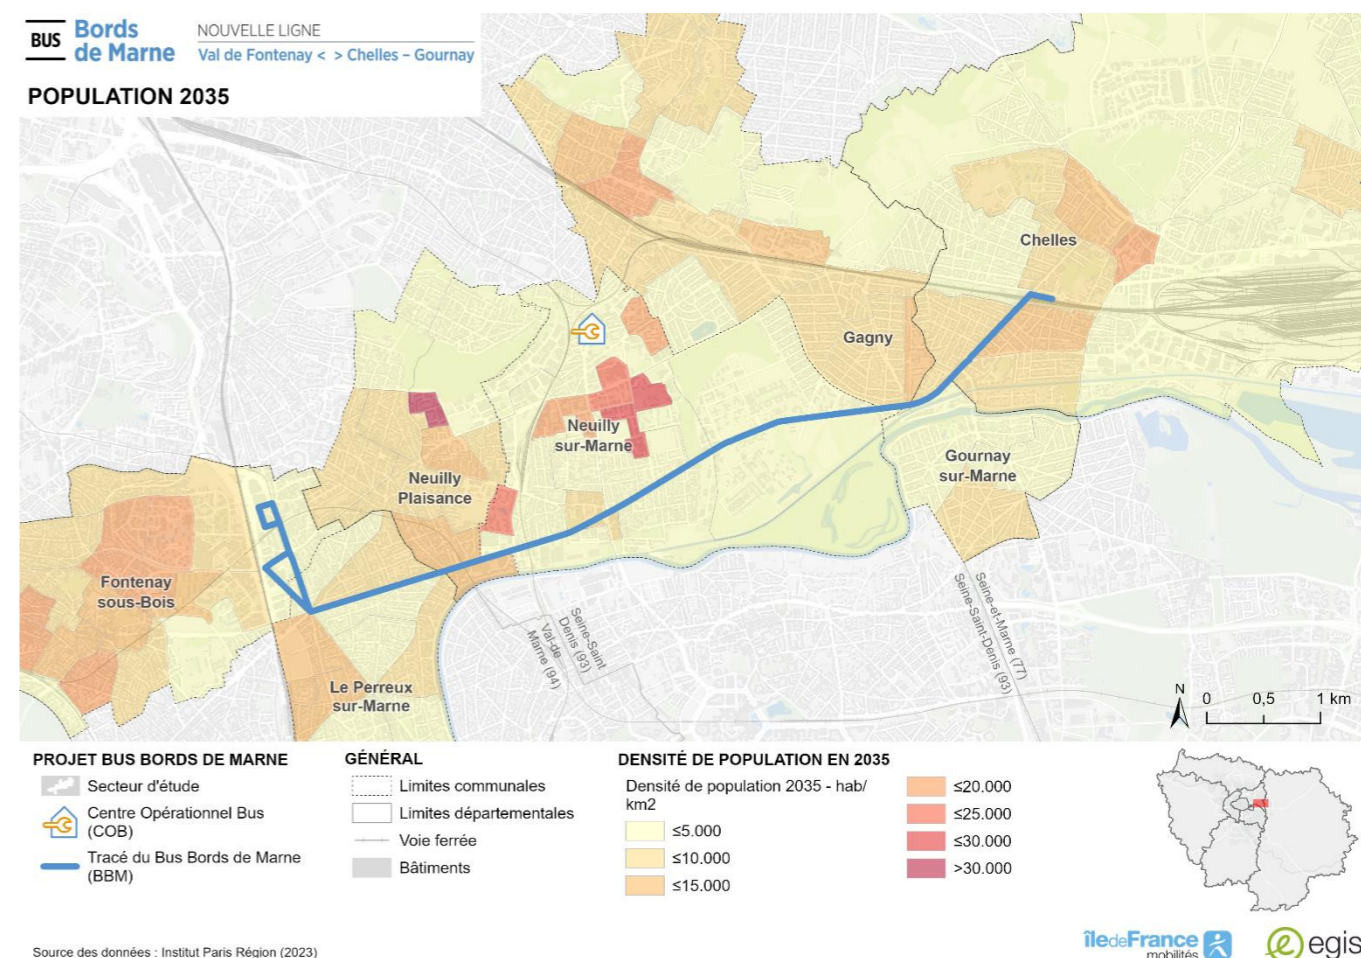 BUS Bords
de Marne
NOUVELLE LIGNE
Val de Fontenay < > Chelles – Gournay
POPULATION 2035
Chelles
Gagny
Neuilly
sur-Marne
Gournay
sur-Marne
Neuilly
Plaisance
Fontenay
sous-Bois
Le Perreux
sur-Marne
Seine-Saint
Denis (93)
Val-de
Marne (94)
Seine-et-Marne (77)
Seine-Saint-Denis (93)
N
0 0,5 1 km
PROJET BUS BORDS DE MARNE
Secteur d'étude
Centre Opérationnel Bus
(COB)
Tracé du Bus Bords de Marne
(BBM)
GÉNÉRAL
Limites communales
Limites départementales
Voie ferrée
Bâtiments
DENSITÉ DE POPULATION EN 2035
Densité de population 2035 - hab/
km2
≤5.000
≤10.000
≤15.000
≤20.000
≤25.000
≤30.000
>30.000
Source des données : Institut Paris Région (2023)
îledeFrance
mobilités
egis